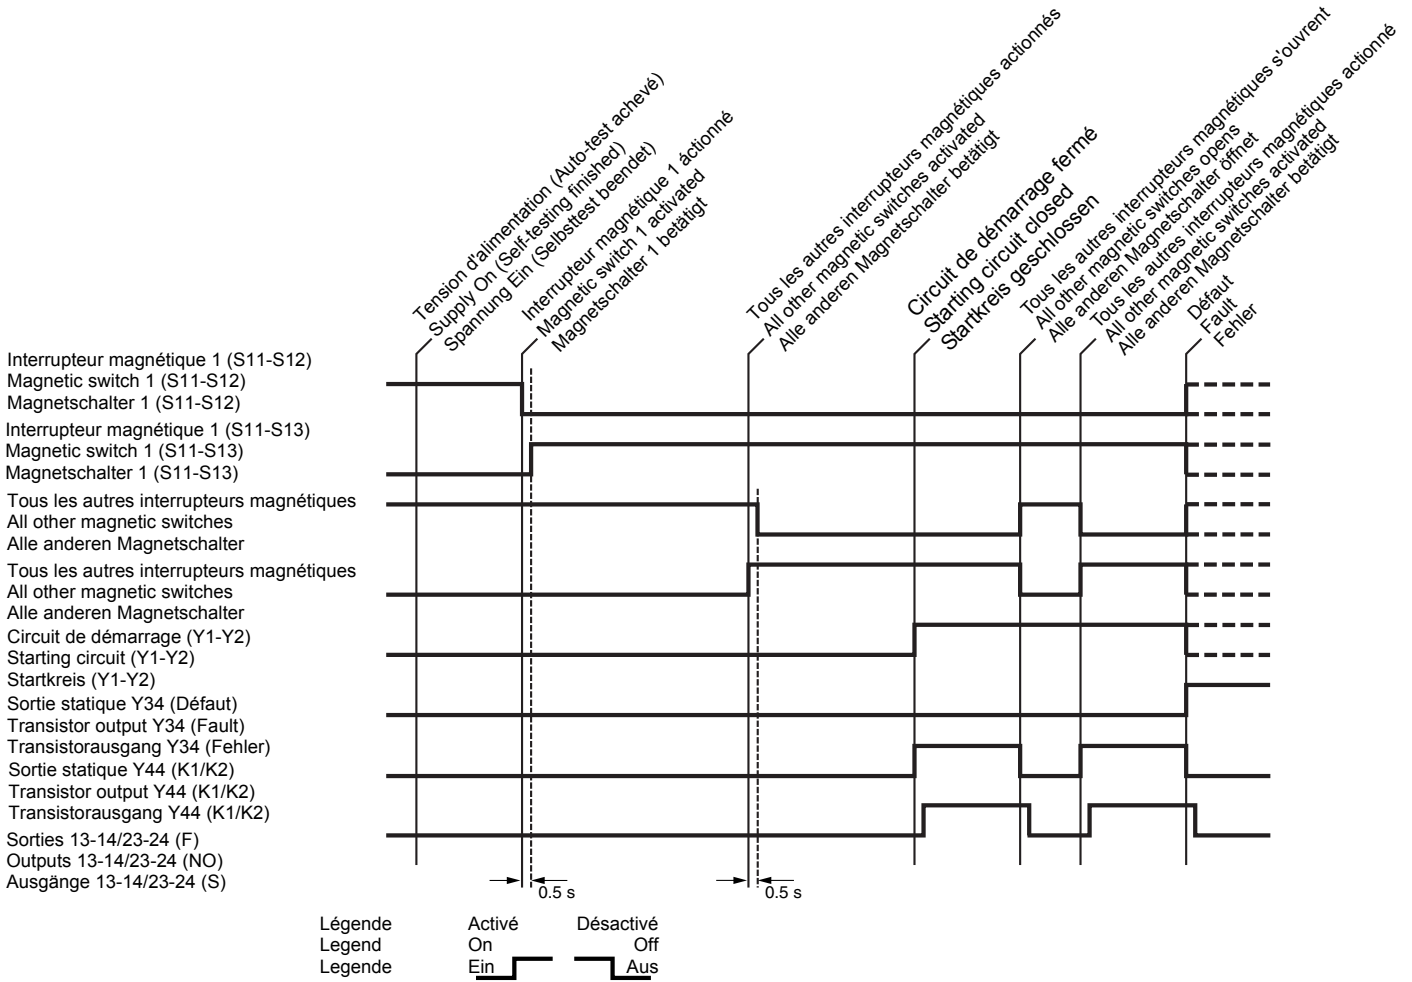 Tension d'alimentation (Auto-test achevé)
Supply On (Self-testing finished)
Spannung Ein (Selbsttest beendet)
Interrupteur magnétique 1 áctionné
Magnetic switch 1 activated
Magnetschalter 1 betätigt
Tous les autres interrupteurs magnétiques actionnés
All other magnetic switches activated
Alle anderen Magnetschalter betätigt
Circuit de démarrage fermé
Starting circuit closed
Startkreis geschlossen
Tous les autres interrupteurs magnétiques s'ouvrent
All other magnetic switches opens
Alle anderen Magnetschalter öffnet
Tous les autres interrupteurs magnétiques actionné
All other magnetic switches activated
Alle anderen Magnetschalter betätigt
Défaut
Fault
Fehler
Interrupteur magnétique 1 (S11-S12)
Magnetic switch 1 (S11-S12)
Magnetschalter 1 (S11-S12)
Interrupteur magnétique 1 (S11-S13)
Magnetic switch 1 (S11-S13)
Magnetschalter 1 (S11-S13)
Tous les autres interrupteurs magnétiques
All other magnetic switches
Alle anderen Magnetschalter
Tous les autres interrupteurs magnétiques
All other magnetic switches
Alle anderen Magnetschalter
Circuit de démarrage (Y1-Y2)
Starting circuit (Y1-Y2)
Startkreis (Y1-Y2)
Sortie statique Y34 (Défaut)
Transistor output Y34 (Fault)
Transistorausgang Y34 (Fehler)
Sortie statique Y44 (K1/K2)
Transistor output Y44 (K1/K2)
Transistorausgang Y44 (K1/K2)
Sorties 13-14/23-24 (F)
Outputs 13-14/23-24 (NO)
Ausgänge 13-14/23-24 (S)
0.5 s
0.5 s
Légende Activé Désactivé
Legend On Off
Legende Ein Aus